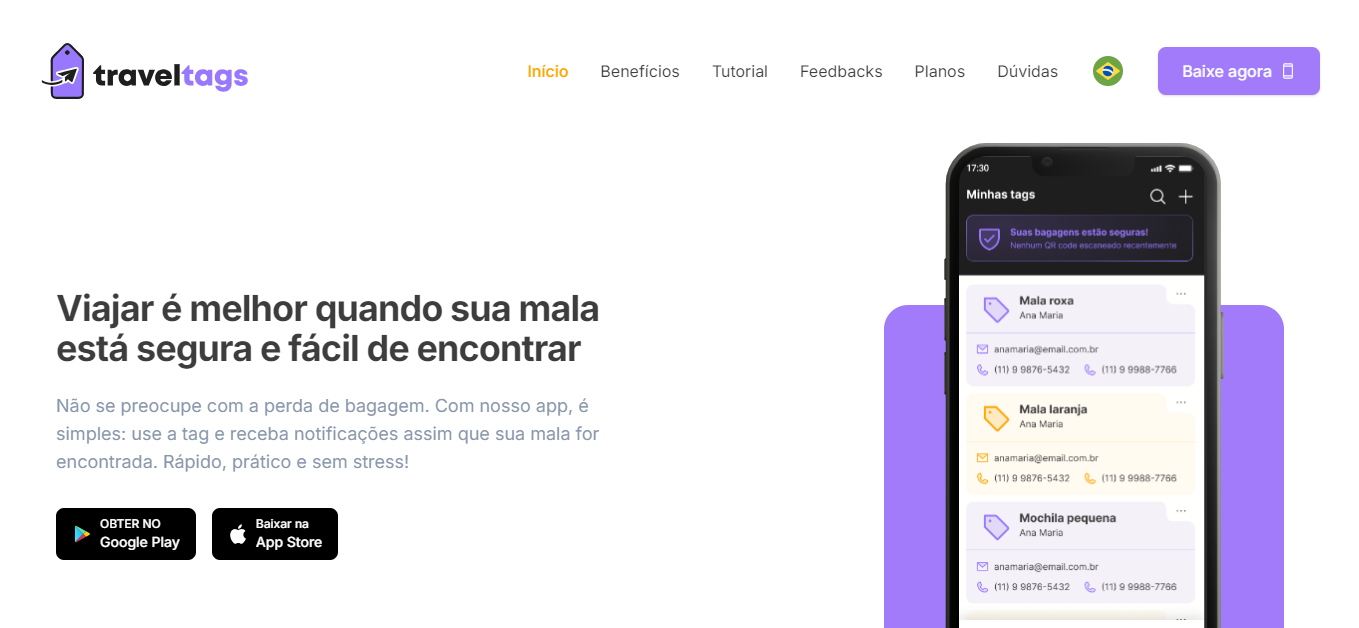 traveltags
Início
Benefícios
Tutorial
Feedbacks
Planos
Dúvidas
Baixe agora
Viajar é melhor quando sua mala
está segura e fácil de encontrar
Não se preocupe com a perda de bagagem. Com nosso app, é
simples: use a tag e receba notificações assim que sua mala for
encontrada. Rápido, prático e sem stress!
OBTER NO
Google Play
Baixar na
App Store
17:30
Minhas tags
Suas bagagens estão seguras!
Nenhum QR code escaneado recentemente
Mala roxa
Ana Maria
anamaria@email.com.br
(11) 9 9876-5432
(11) 9 9988-7766
Mala laranja
Ana Maria
anamaria@email.com.br
(11) 9 9876-5432
(11) 9 9988-7766
Mochila pequena
Ana Maria
anamaria@email.com.br
(11) 9 9876-5432
(11) 9 9988-7766